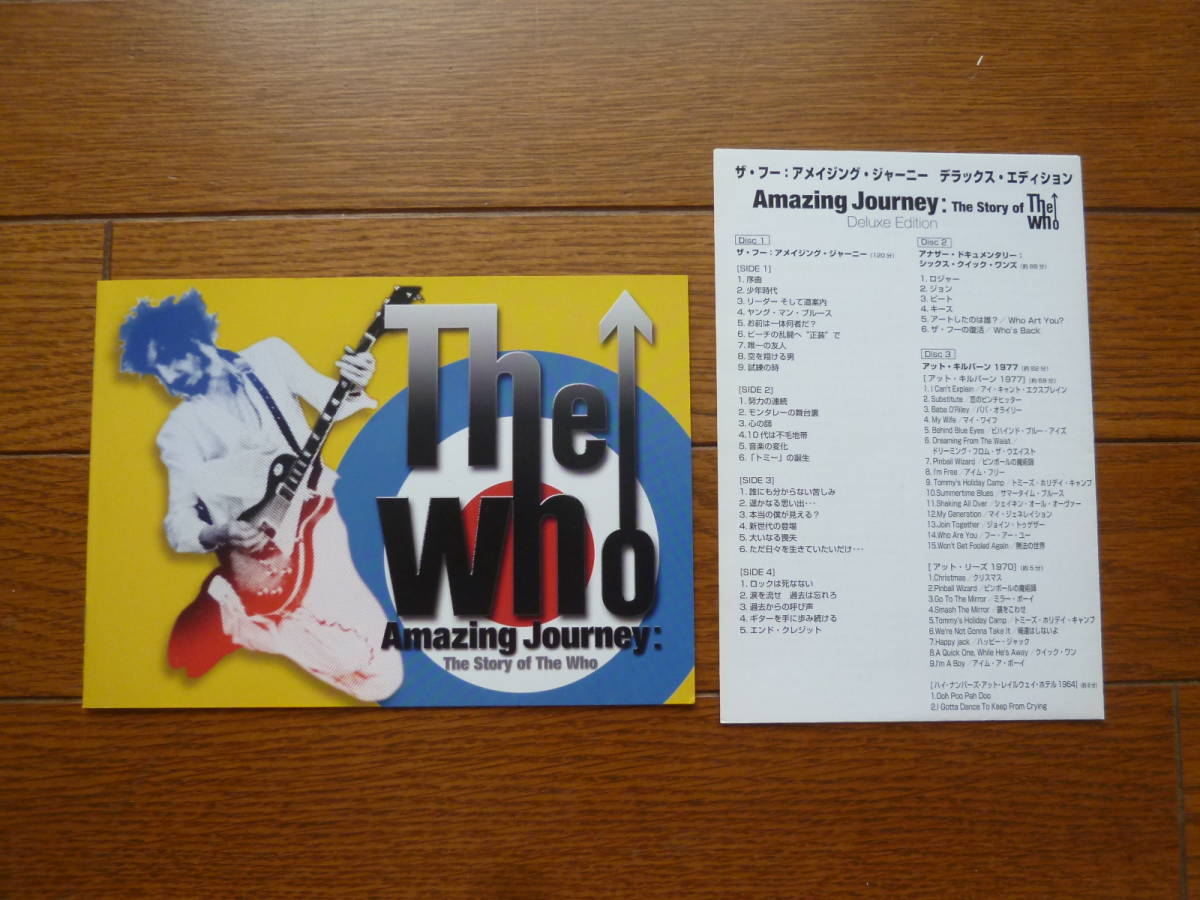 The
Who
Amazing Journey:
The Story of The Who
ザ・フー：アメイジング・ジャーニー デラックス・エディション
Amazing Journey: The Story of The Who
Deluxe Edition
Disc 1
ザ・フー：アメイジング・ジャーニー (120分)
[SIDE 1]
1. 序曲
2. 少年時代
3. リーダー そして道案内
4. ヤング・マン・ブルース
5. お前は一体何者だ？
6. ビーチの乱闘へ “正装” で
7. 唯一の友人
8. 空を翔ける男
9. 試練の時
[SIDE 2]
1. 努力の連続
2. モンタレーの舞台裏
3. 心の師
4. 10代は不毛地帯
5. 音楽の変化
6. 「トミー」の誕生
[SIDE 3]
1. 誰にも分からない苦しみ
2. 遥かなる思い出･･･
3. 本当の僕が見える？
4. 新世代の登場
5. 大いなる喪失
6. ただ日々を生きていたいだけ･･･
[SIDE 4]
1. ロックは死なない
2. 涙を流せ 過去は忘れろ
3. 過去からの呼び声
4. ギターを手に歩み続ける
5. エンド・クレジット
Disc 2
アナザー・ドキュメンタリー：
シックス・クイック・ワンズ
1. ロジャー
2. ジョン
3. ピート
4. キース
5. アートしたのは誰？／Who Art You?
6. ザ・フーの復活／Who's Back
Disc 3
アット・キルバーン 1977
[アット・キルバーン 1977]
1. I Can't Explain／アイ・キャント・エクスプレイン
2. Substitute／恋のピンチヒッター
3. Baba O'Riley／ババ・オライリー
4. My Wife／マイ・ワイフ
5. Behind Blue Eyes／ビハインド・ブルー・アイズ
6. Dreaming From The Waist／
ドリーミング・フロム・ザ・ウエイスト
7. Pinball Wizard／ピンボールの魔術師
8. I'm Free／アイム・フリー
9. Tommy's Holiday Camp／トミーズ・ホリデイ・キャンプ
10. Summertime Blues／サマータイム・ブルース
11. Shaking All Over／シェイキン・オール・オーヴァー
12. My Generation／マイ・ジェネレイション
13. Join Together／ジョイン・トゥゲザー
14. Who Are You／フー・アー・ユー
15. Won't Get Fooled Again／無法の世界
[アット・リーズ 1970] (約5分)
1. Christmas／クリスマス
2. Pinball Wizard／ピンボールの魔術師
3. Go To The Mirror／ミラー・ボーイ
4. Smash The Mirror／鏡をこわせ
5. Tommy's Holiday Camp／トミーズ・ホリデイ・キャンプ
6. We're Not Gonna Take It／俺達はしないよ
7. Happy jack／ハッピー・ジャック
8. A Quick One, While He's Away／クイック・ワン
9. I'm A Boy／アイム・ア・ボーイ
[ハイ・ナンバーズ・アット・レイルウェイ・ホテル 1964]
1. Ooh Poo Pah Doo
2. I Gotta Dance To Keep From Crying